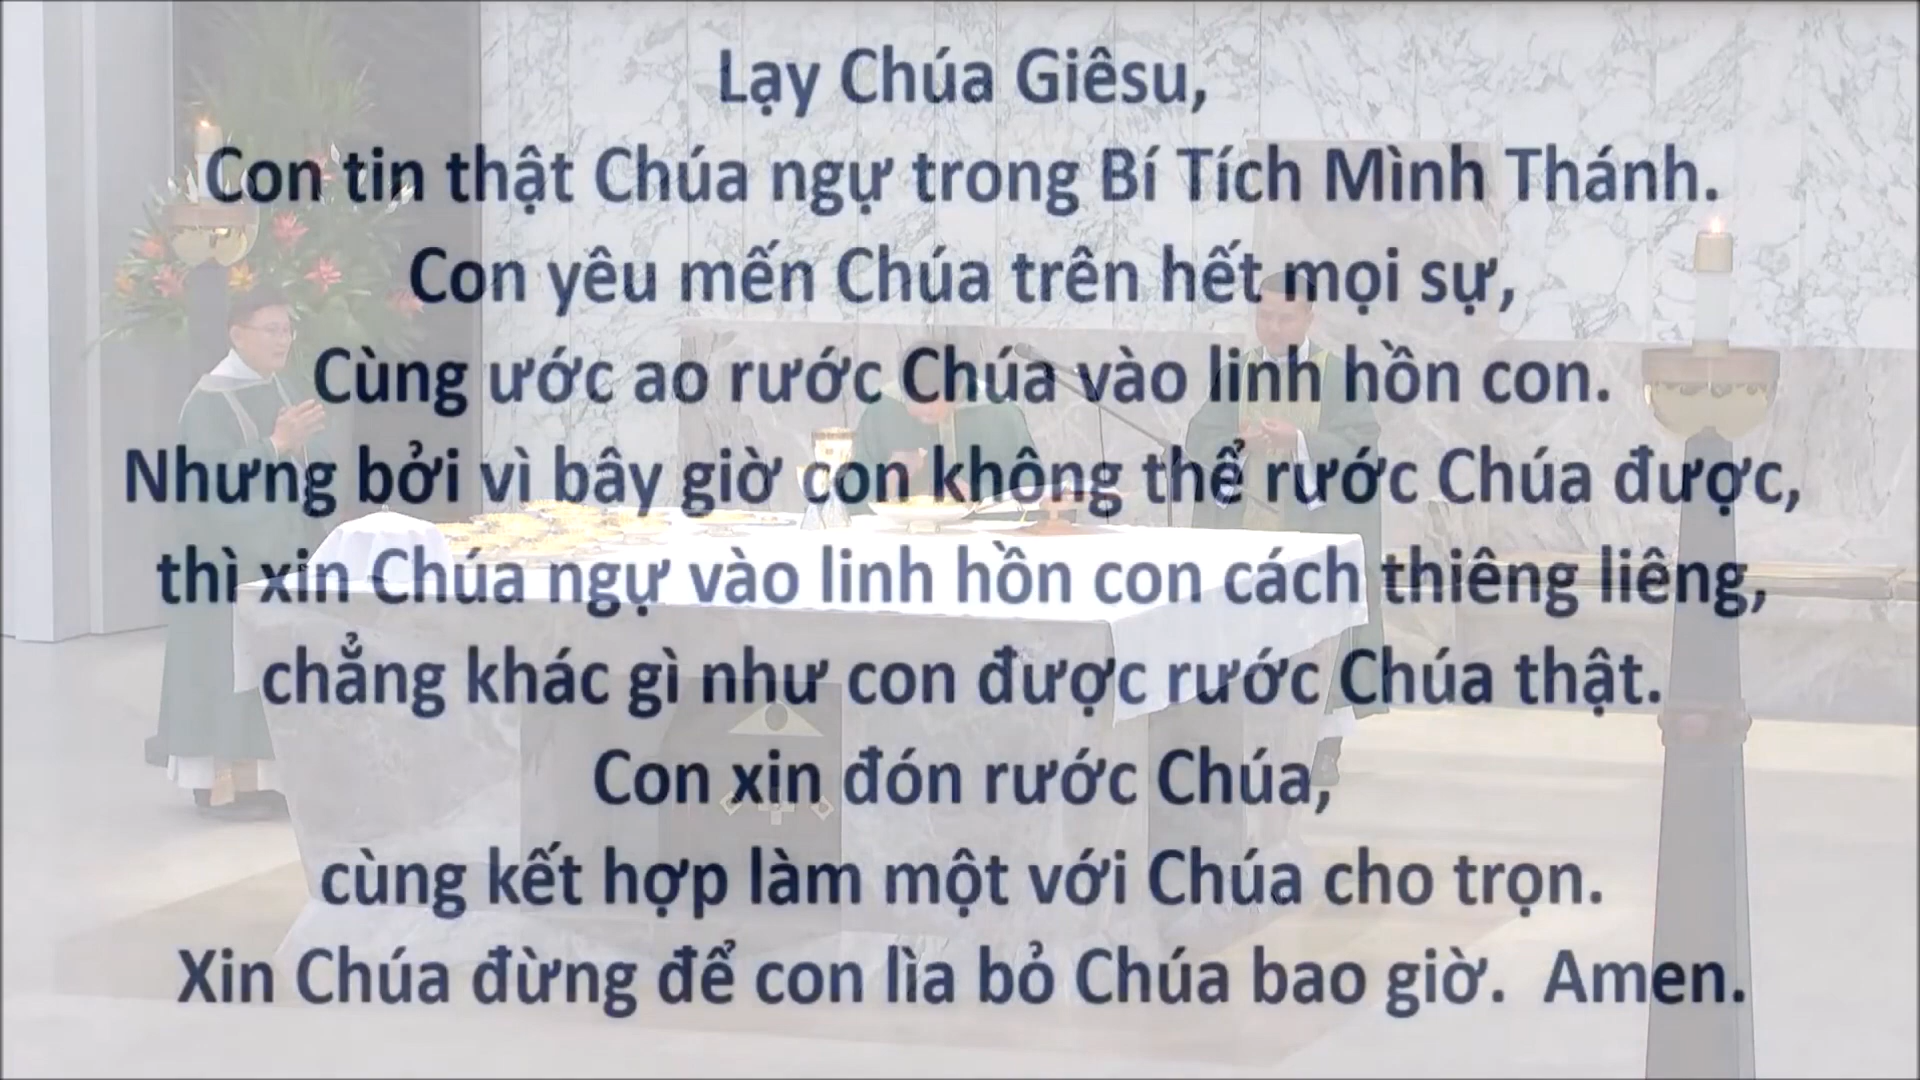 Lạy Chúa Giêsu,
Con tin thật Chúa ngự trong Bí Tích Mình Thánh.
Con yêu mến Chúa trên hết mọi sự,
Cùng ước ao rước Chúa vào linh hồn con.
Nhưng bởi vì bây giờ con không thể rước Chúa được,
thì xin Chúa ngự vào linh hồn con cách thiêng liêng,
chẳng khác gì như con được rước Chúa thật.
Con xin đón rước Chúa,
cùng kết hợp làm một với Chúa cho trọn.
Xin Chúa đừng để con lìa bỏ Chúa bao giờ. Amen.